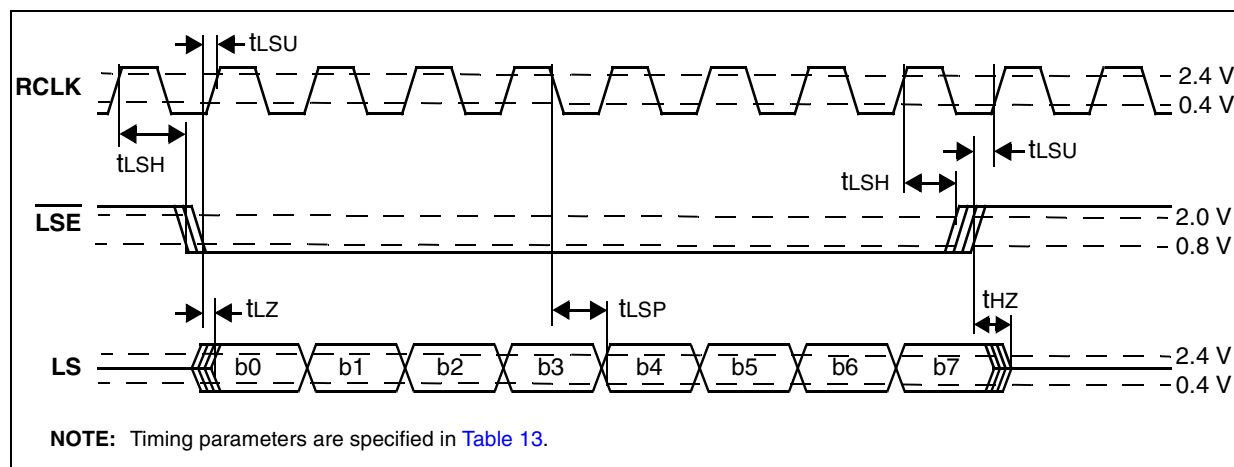 tLSU
RCLK
2.4 V
0.4 V
tLSH
tLSU
tLSH
LSE
2.0 V
0.8 V
tLZ
tLSP
tHZ
LS
b0 b1 b2 b3 b4 b5 b6 b7
2.4 V
0.4 V
NOTE: Timing parameters are specified in Table 13.